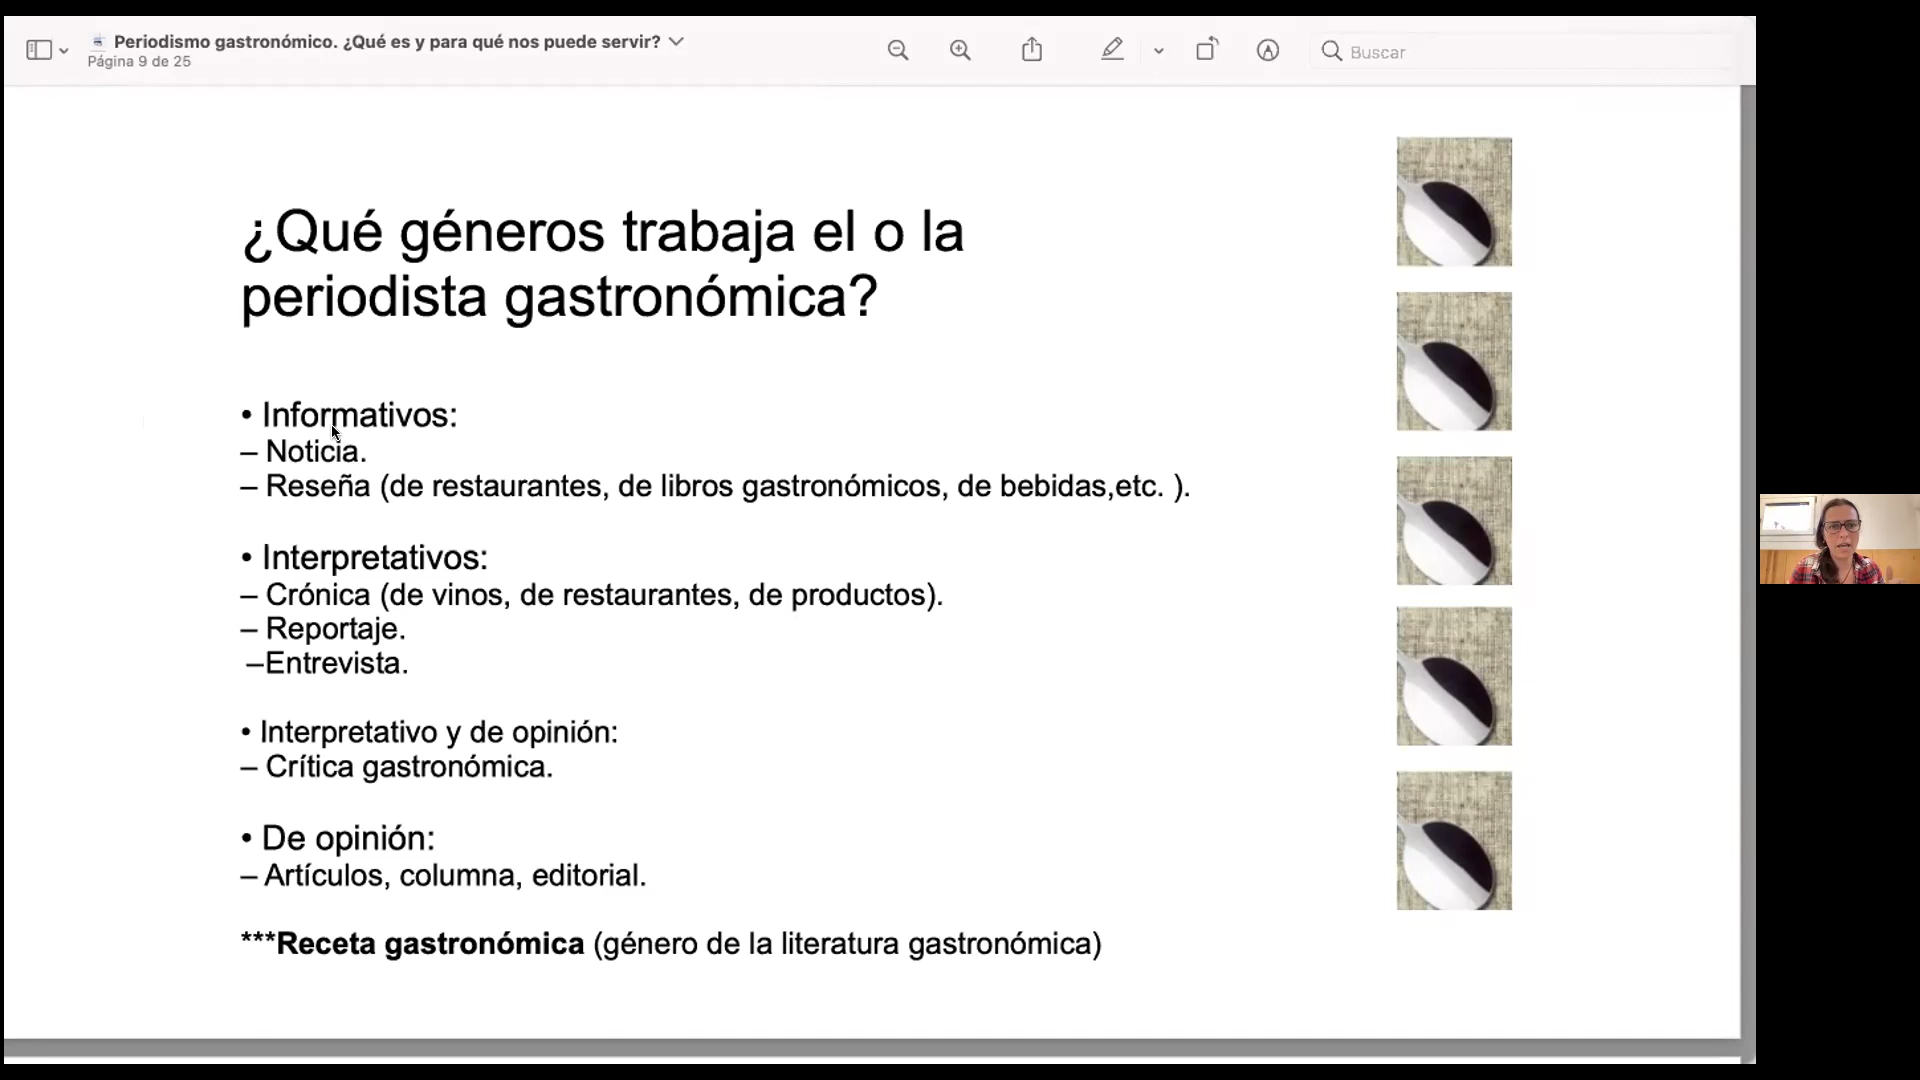 Periodismo gastronómico. ¿Qué es y para qué nos puede servir?
Página 9 de 25
Buscar
¿Qué géneros trabaja el o la
periodista gastronómica?
• Informativos:
– Noticia.
– Reseña (de restaurantes, de libros gastronómicos, de bebidas,etc. ).
• Interpretativos:
– Crónica (de vinos, de restaurantes, de productos).
– Reportaje.
–Entrevista.
• Interpretativo y de opinión:
– Crítica gastronómica.
• De opinión:
– Artículos, columna, editorial.
***Receta gastronómica (género de la literatura gastronómica)